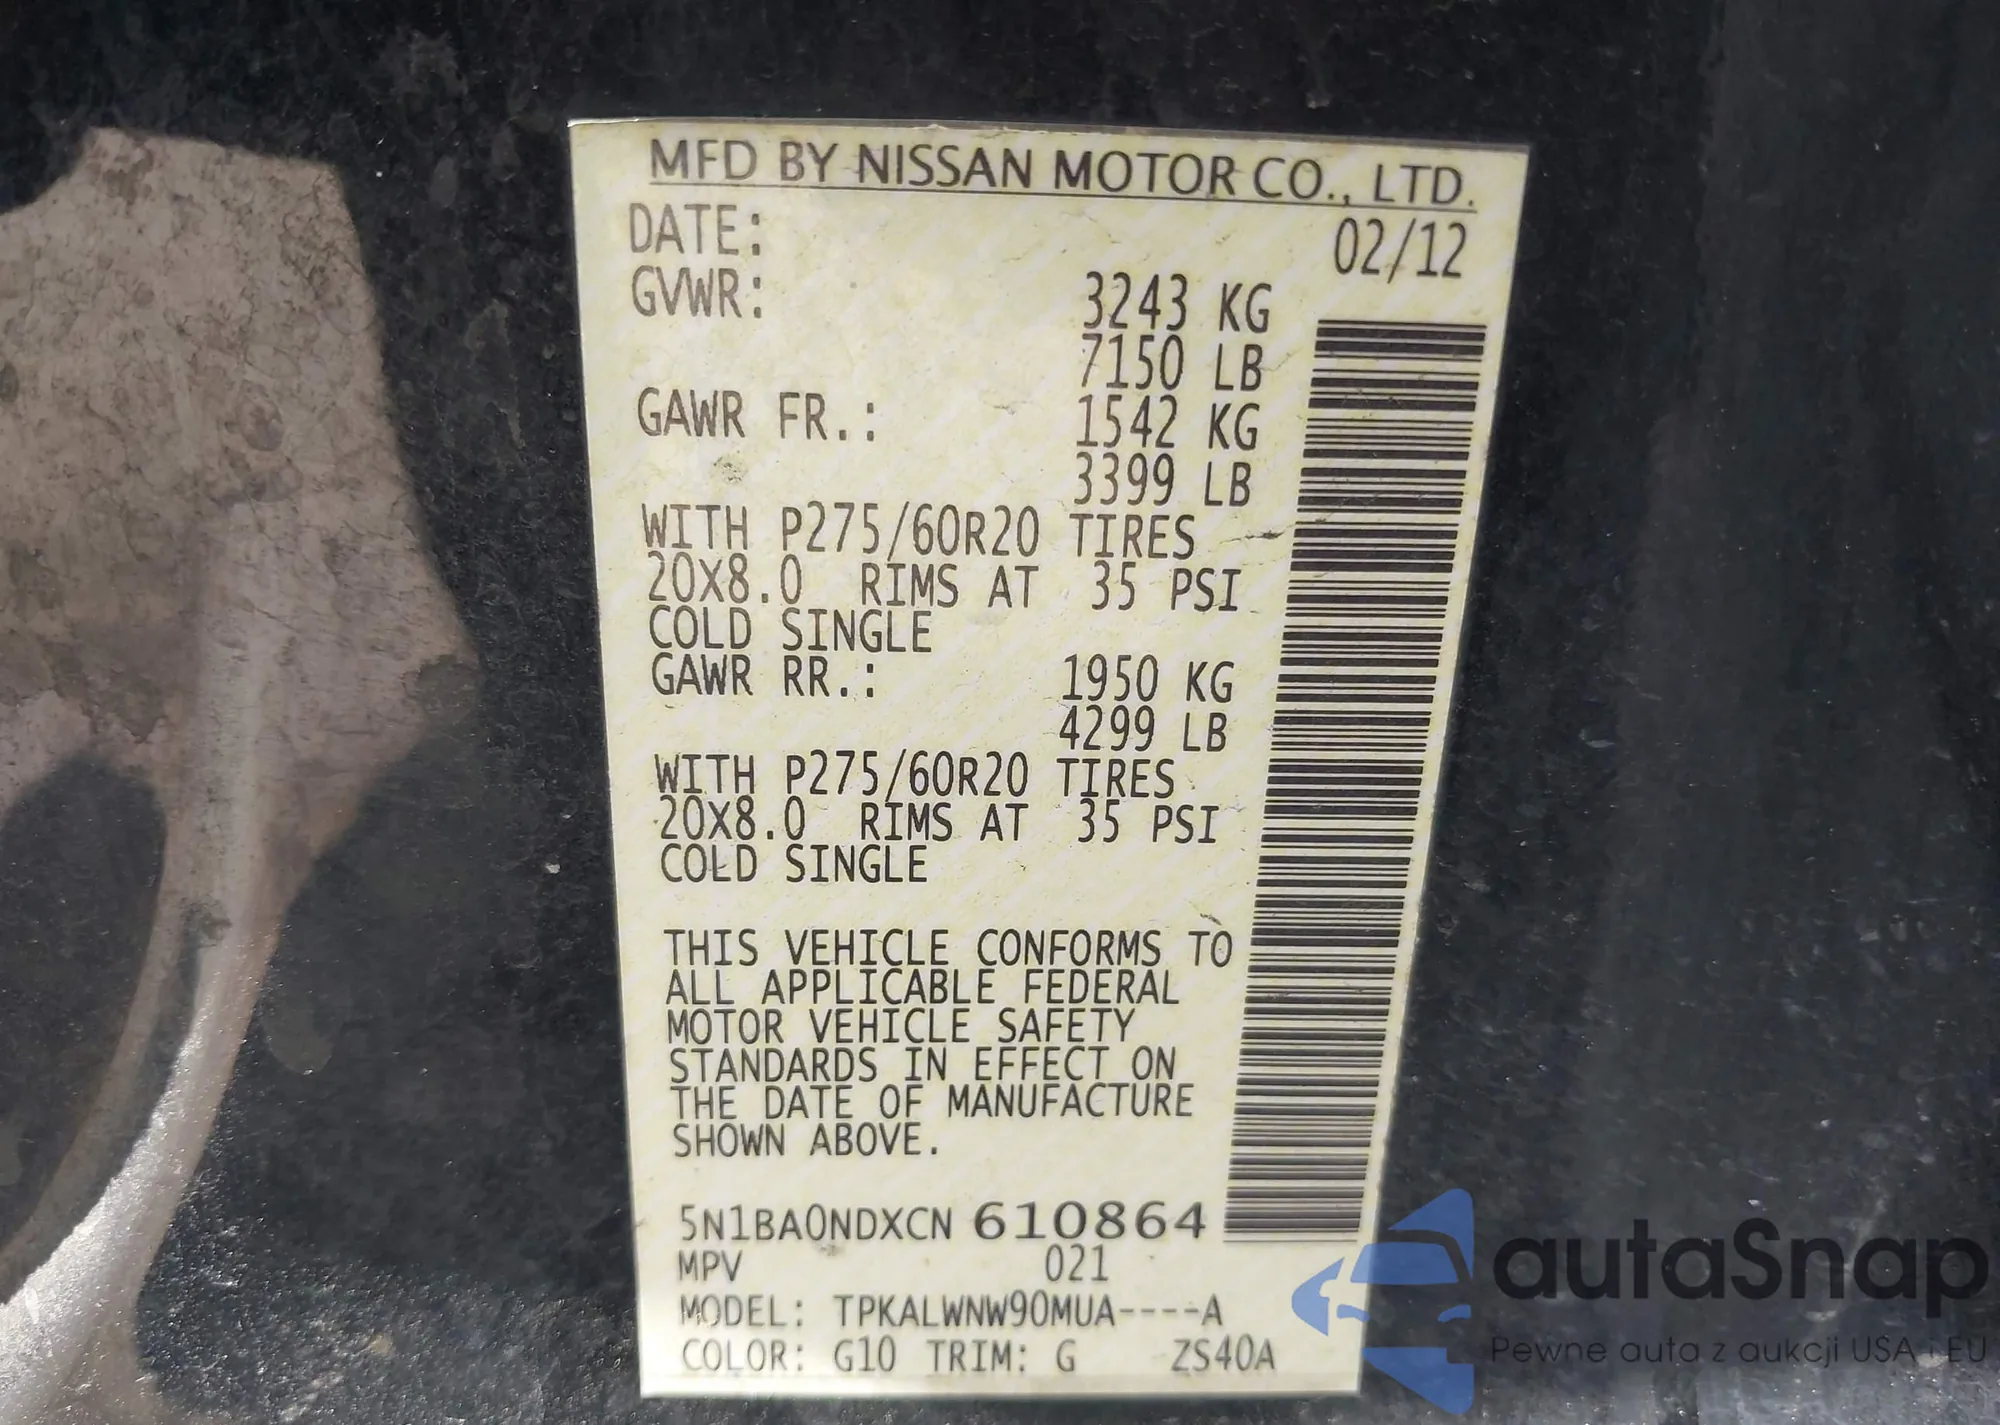 MFD BY NISSAN MOTOR CO., LTD.
DATE: 02/12
GVWR: 3243 KG
7150 LB
GAWR FR.: 1542 KG
3399 LB
WITH P275/60R20 TIRES
20X8.0 RIMS AT 35 PSI
COLD SINGLE
GAWR RR.: 1950 KG
4299 LB
WITH P275/60R20 TIRES
20X8.0 RIMS AT 35 PSI
COLD SINGLE
THIS VEHICLE CONFORMS TO
ALL APPLICABLE FEDERAL
MOTOR VEHICLE SAFETY
STANDARDS IN EFFECT ON
THE DATE OF MANUFACTURE
SHOWN ABOVE.
5N1BA0NDXCN 610864
MPV 021
MODEL: TPKALWNW90MUA----A
COLOR: G10 TRIM: G ZS40A
autaSnap
Pewne auta z aukcji USA i EU